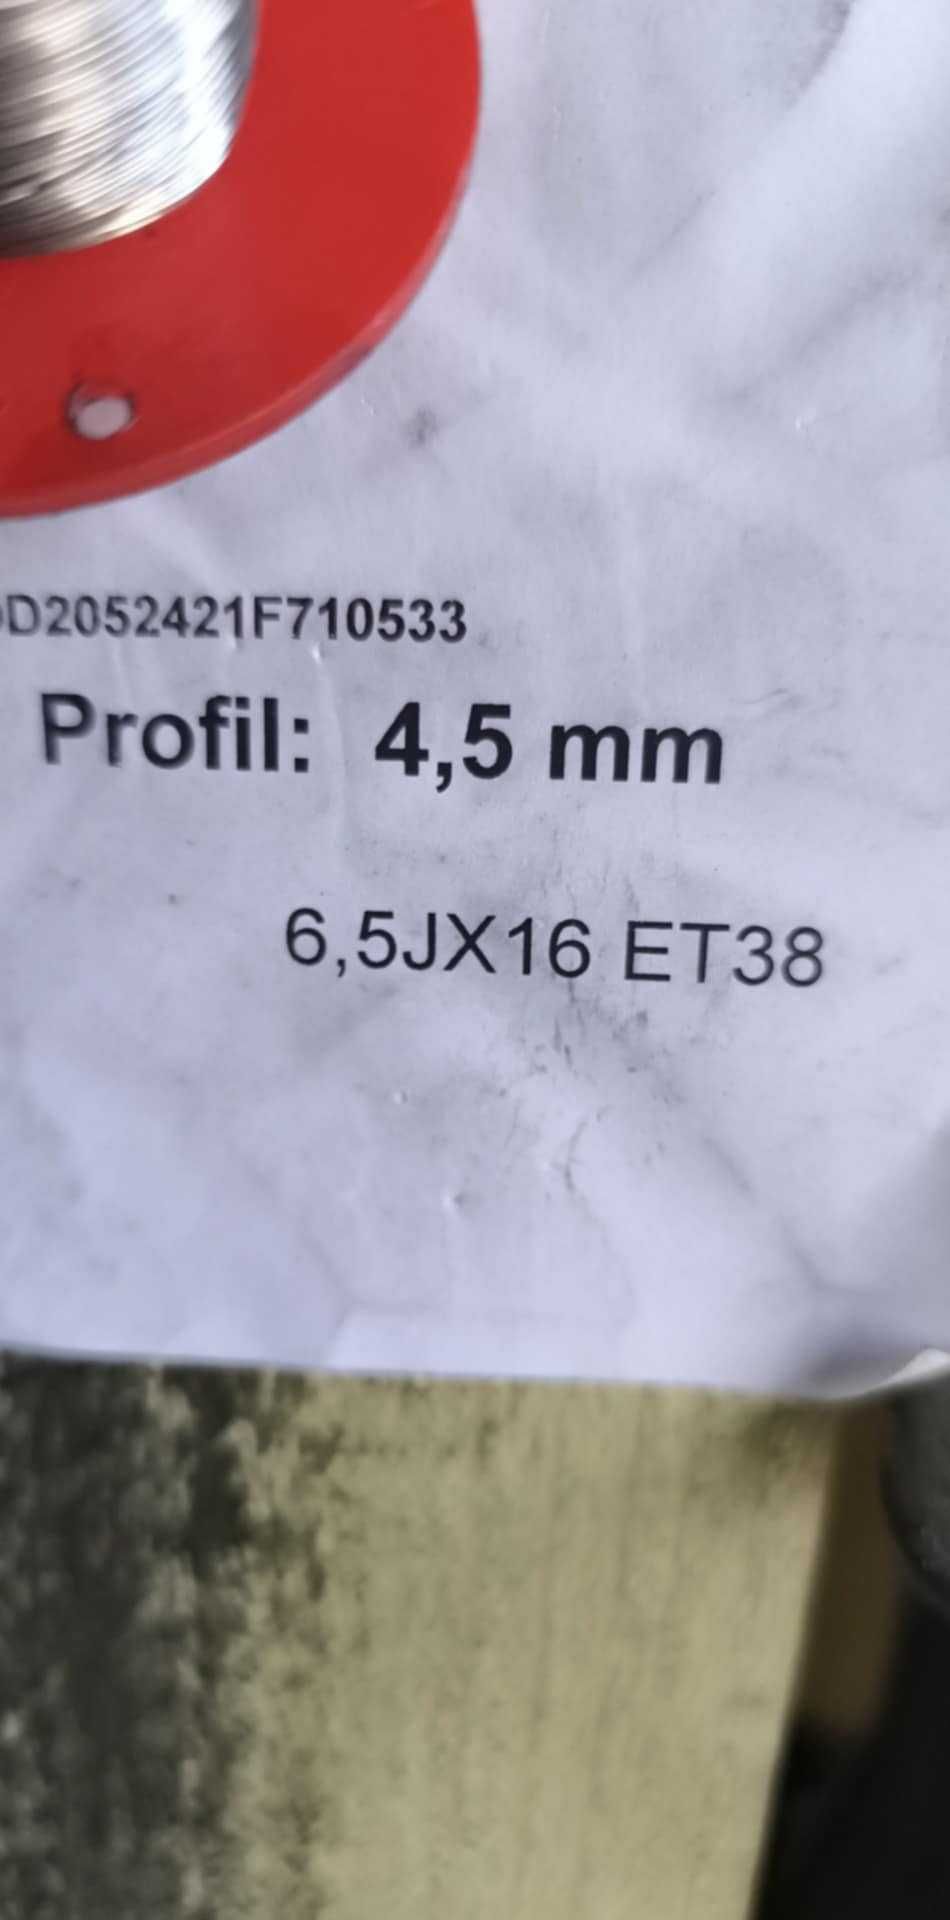 D2052421F710533
Profil: 4,5 mm
6,5JX16 ET38